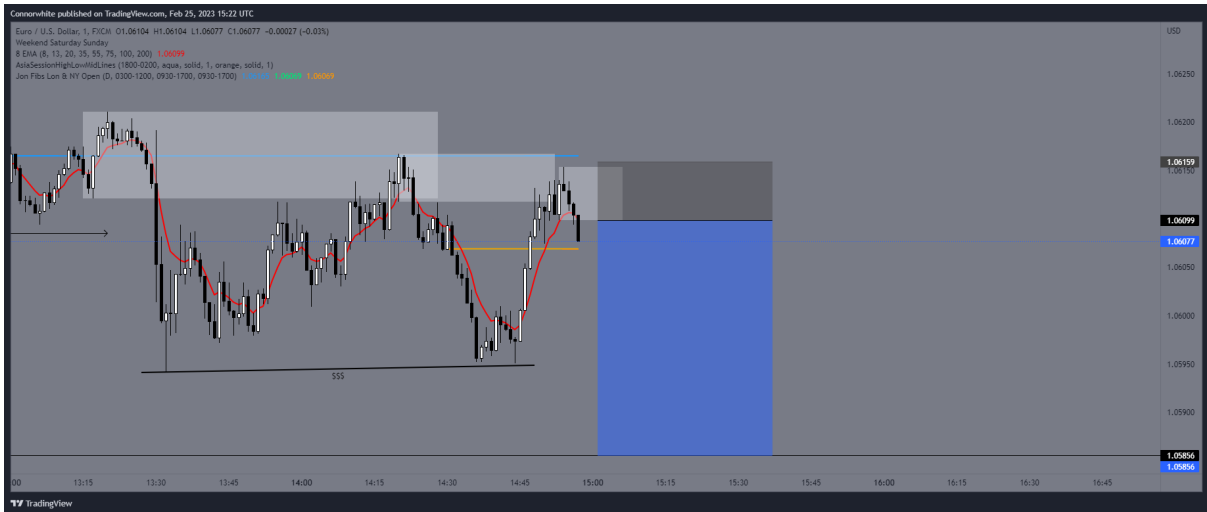 Connorwhite published on TradingView.com, Feb 25, 2023 15:22 UTC
Euro / U.S. Dollar, 1, FXCM O1.06104 H1.06104 L1.06077 C1.06077 −0.00027 (−0.03%)
USD
Weekend Saturday Sunday
8 EMA (8, 13, 20, 35, 55, 75, 100, 200) 1.06099
AsiaSessionHighLowMidLines (1800-0200, aqua, solid, 1, orange, solid, 1)
Jon Fibs Lon & NY Open (D, 0300-1200, 0930-1700, 0930-1700) 1.06069 1.06069
1.06250
1.06200
1.06159
1.06150
1.06099
1.06077
1.06050
1.06000
1.05950
$$$
1.05900
1.05856
1.05856
:00 13:15 13:30 13:45 14:00 14:15 14:30 14:45 15:00 15:15 15:30 15:45 16:00 16:15 16:30 16:45
TradingView